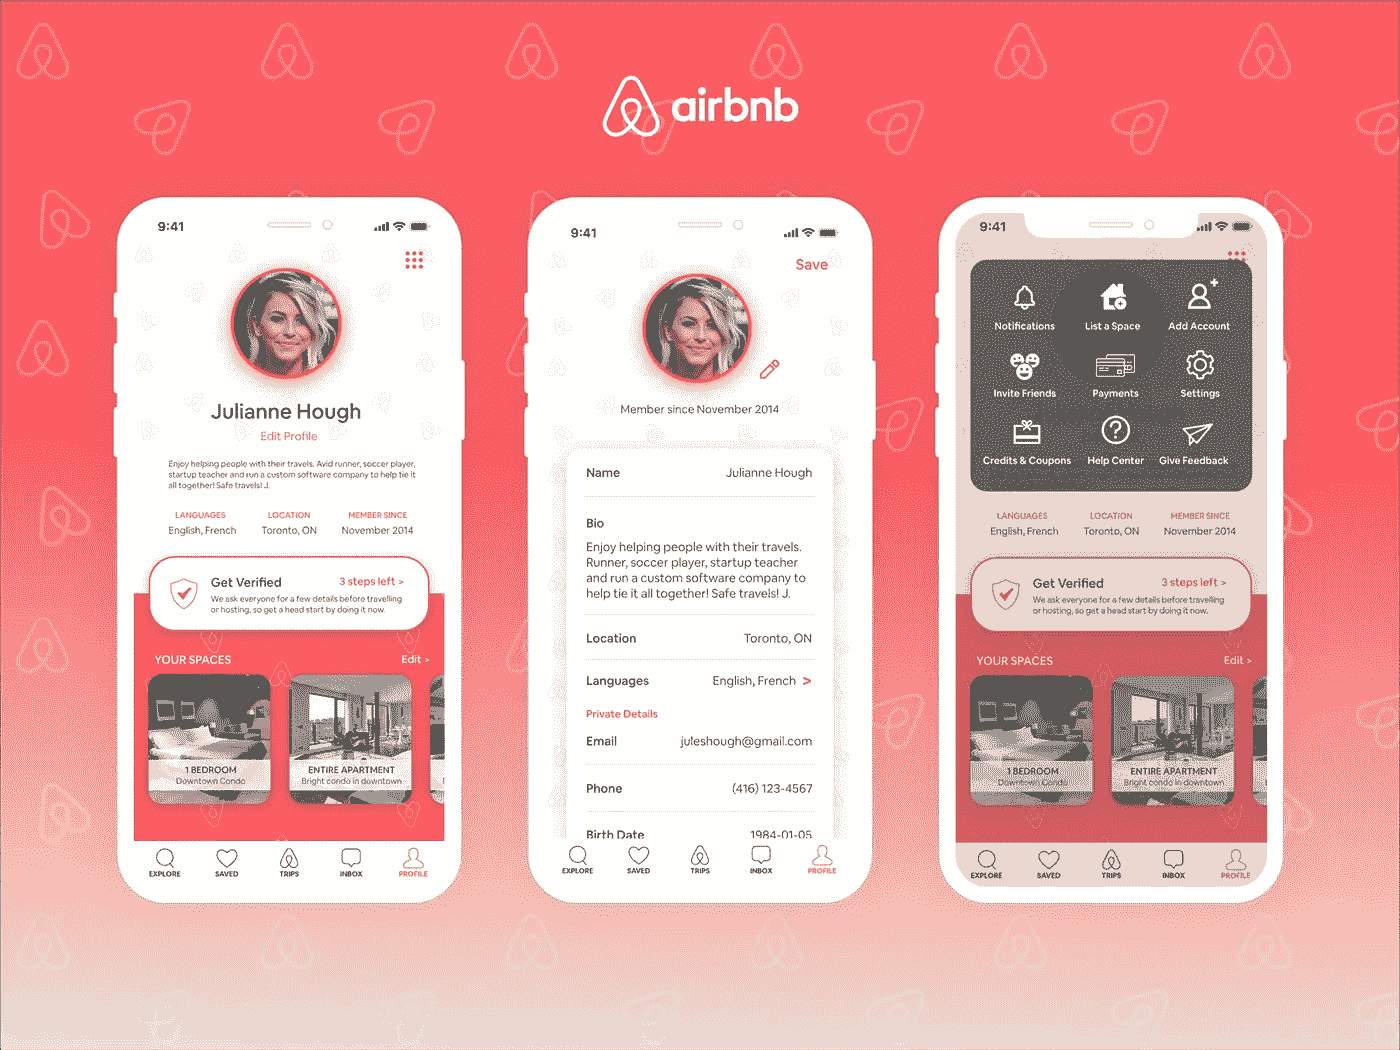 airbnb
9:41
Julianne Hough
Edit Profile
Enjoy helping people with their travels. Avid runner, soccer player,
startup teacher and run a custom software company to help tie it
all together! Safe travels! J.
LANGUAGES LOCATION MEMBER SINCE
English, French Toronto, ON November 2014
Get Verified 3 steps left >
We ask everyone for a few details before travelling
or hosting, so get a head start by doing it now.
YOUR SPACES Edit >
1 BEDROOM
Downtown Condo
ENTIRE APARTMENT
Bright condo in downtown
EXPLORE SAVED TRIPS INBOX PROFILE
9:41
Save
Member since November 2014
Name Julianne Hough
Bio
Enjoy helping people with their travels.
Runner, soccer player, startup teacher
and run a custom software company to
help tie it all together! Safe travels! J.
Location Toronto, ON
Languages English, French >
Private Details
Email juleshough@gmail.com
Phone (416) 123-4567
Birth Date 1984-01-05
EXPLORE SAVED TRIPS INBOX PROFILE
9:41
Notifications List a Space Add Account
Invite Friends Payments Settings
Credits & Coupons Help Center Give Feedback
LANGUAGES LOCATION MEMBER SINCE
English, French Toronto, ON November 2014
Get Verified 3 steps left >
We ask everyone for a few details before travelling
or hosting, so get a head start by doing it now.
YOUR SPACES Edit >
1 BEDROOM
Downtown Condo
ENTIRE APARTMENT
Bright condo in downtown
EXPLORE SAVED TRIPS INBOX PROFILE